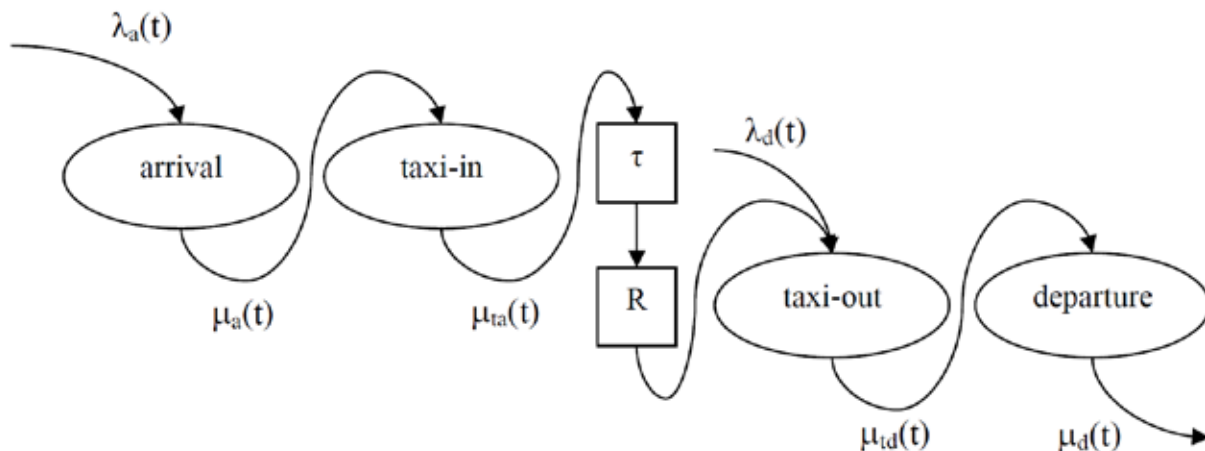 λa(t)
arrival
μa(t)
taxi-in
μta(t)
τ
R
λd(t)
taxi-out
μtd(t)
departure
μd(t)